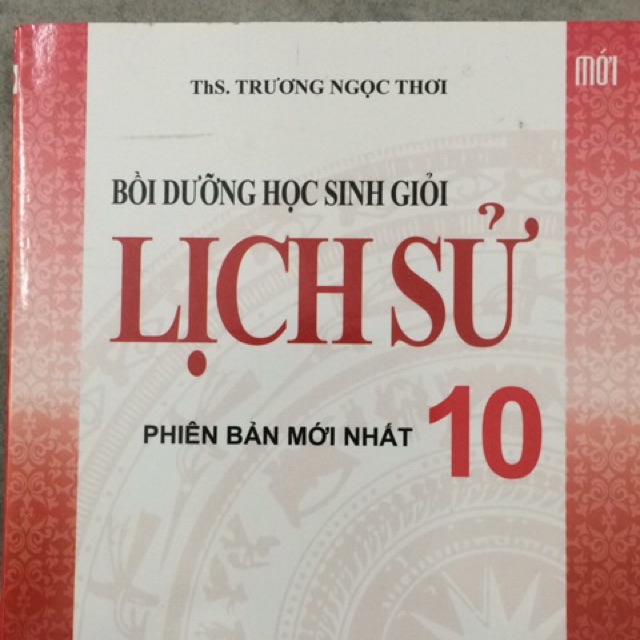 ThS. TRƯƠNG NGỌC THƠI
MỚI
BỒI DƯỠNG HỌC SINH GIỎI
LỊCH SỬ
PHIÊN BẢN MỚI NHẤT 10